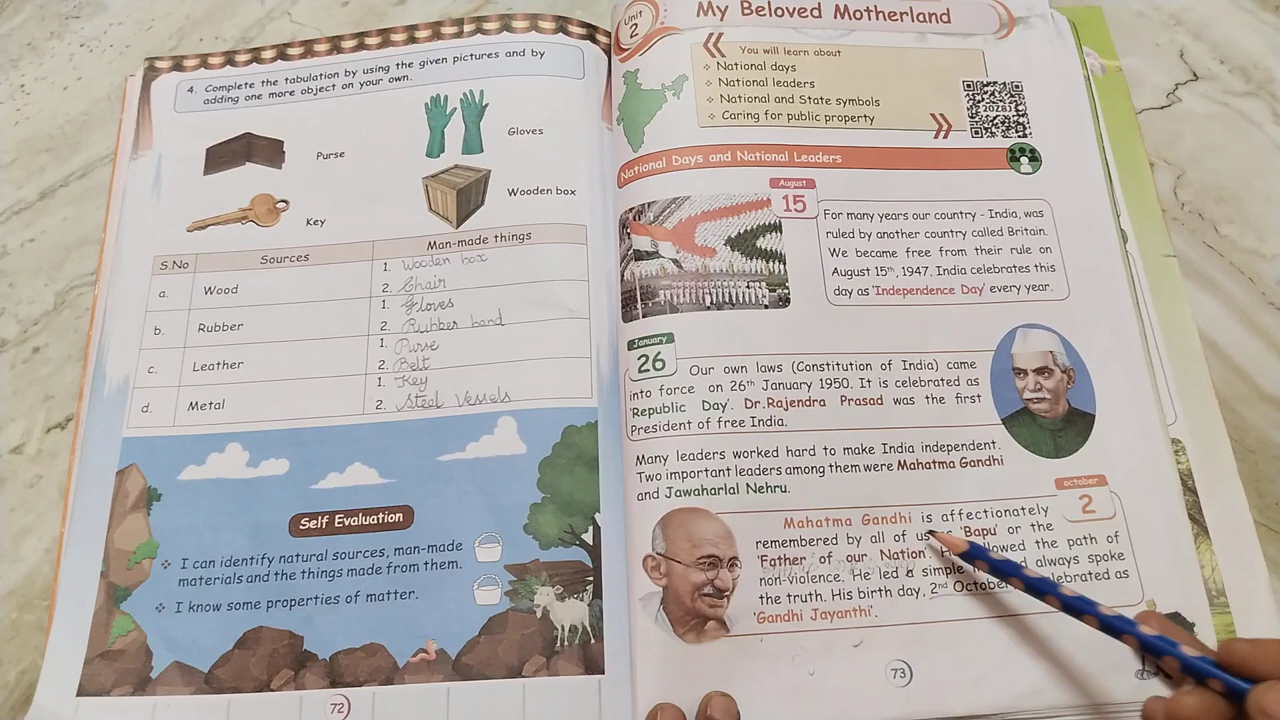 4. Complete the tabulation by using the given pictures and by
adding one more object on your own.
Purse
Gloves
Key
Wooden box
S.No Sources Man-made things
a. Wood 1. Wooden box
2. Chair
b. Rubber 1. Gloves
2. Rubber band
c. Leather 1. Purse
2. Belt
d. Metal 1. Key
2. Steel Vessels
Self Evaluation
I can identify natural sources, man-made
materials and the things made from them.
I know some properties of matter.
72
Unit
2
My Beloved Motherland
You will learn about
National days
National leaders
National and State symbols
Caring for public property
20Z8J
National Days and National Leaders
August
15
For many years our country - India, was
ruled by another country called Britain.
We became free from their rule on
August 15th, 1947. India celebrates this
day as 'Independence Day' every year.
January
26
Our own laws (Constitution of India) came
into force on 26th January 1950. It is celebrated as
'Republic Day'. Dr.Rajendra Prasad was the first
President of free India.
Many leaders worked hard to make India independent.
Two important leaders among them were Mahatma Gandhi
and Jawaharlal Nehru.
October
2
Mahatma Gandhi is affectionately
remembered by all of us 'Bapu' or the
'Father of our Nation'. the path of
non-violence. He led a simple always spoke
the truth. His birth day, 2nd October
'Gandhi Jayanthi'.
73